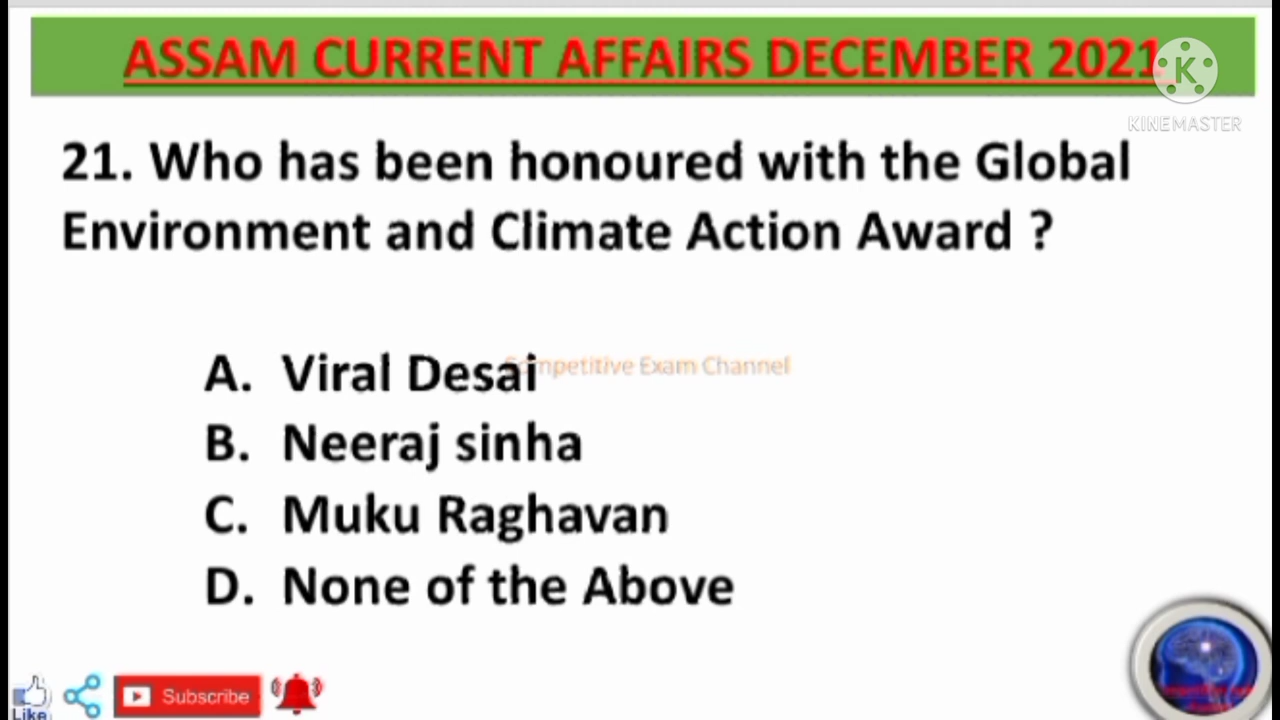 ASSAM CURRENT AFFAIRS DECEMBER 2021
K
KINEMASTER
21. Who has been honoured with the Global
Environment and Climate Action Award ?
A. Viral Desai
Competitive Exam Channel
B. Neeraj sinha
C. Muku Raghavan
D. None of the Above
Like
Subscribe